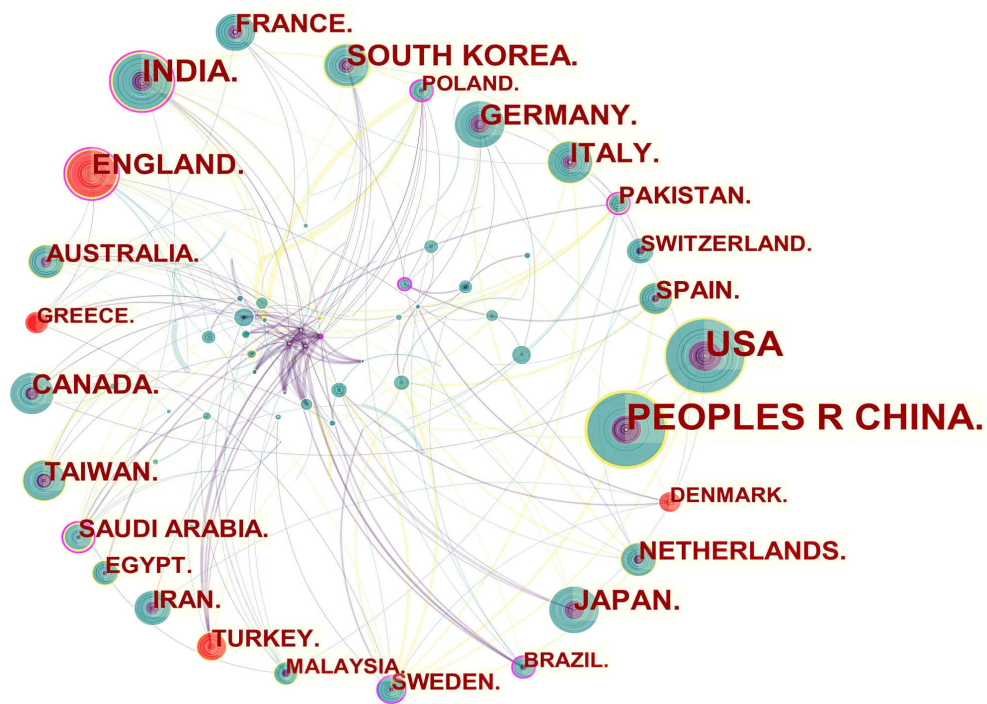 FRANCE.
SOUTH KOREA.
INDIA.
POLAND.
GERMANY.
ITALY.
ENGLAND.
PAKISTAN.
SWITZERLAND.
AUSTRALIA.
SPAIN.
GREECE.
USA
CANADA.
PEOPLES R CHINA.
TAIWAN.
DENMARK.
SAUDI ARABIA.
NETHERLANDS.
EGYPT.
IRAN.
JAPAN.
TURKEY.
BRAZIL.
MALAYSIA.
SWEDEN.